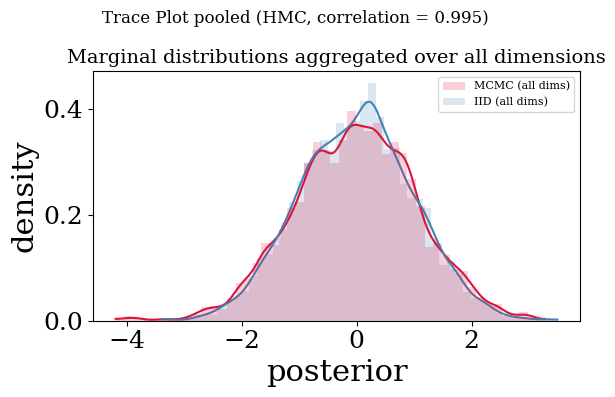 Trace Plot pooled (HMC, correlation = 0.995)
Marginal distributions aggregated over all dimensions
MCMC (all dims)
IID (all dims)
density
0.4
0.2
0.0
−4 −2 0 2
posterior